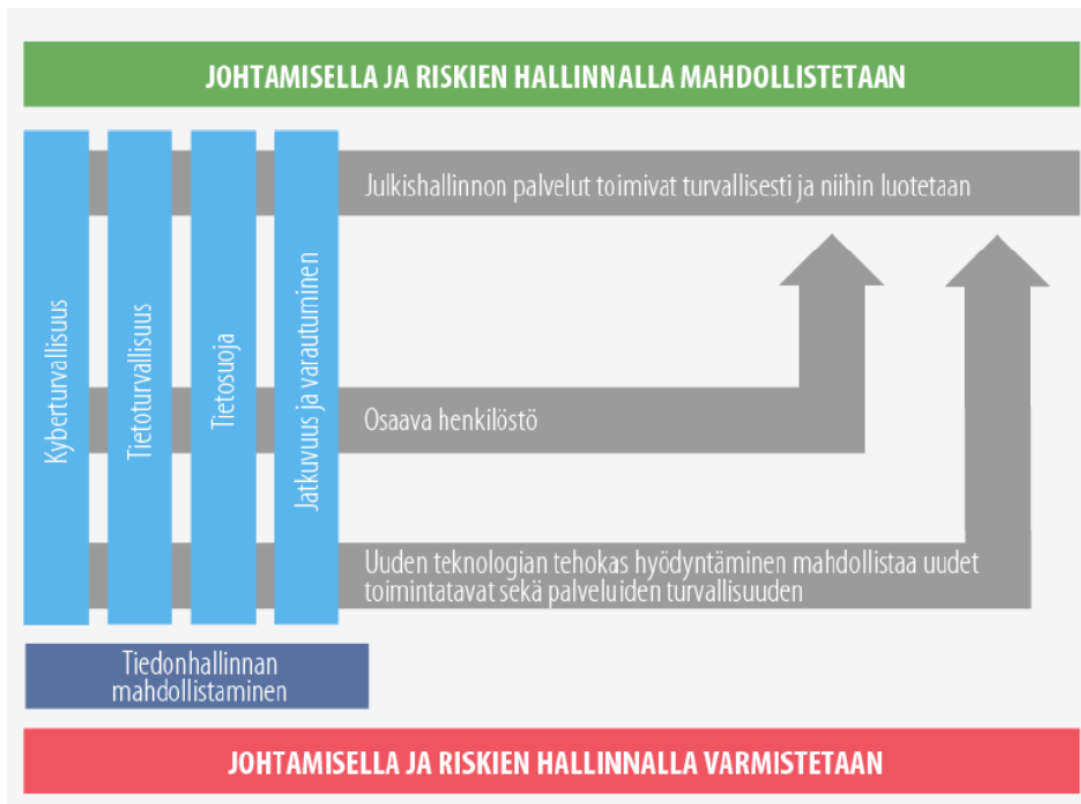 JOHTAMISELLA JA RISKIEN HALLINNALLA MAHDOLLISTETAAN
Kyberturvallisuus
Tietoturvallisuus
Tietosuoja
Jatkuvuus ja varautuminen
Julkishallinnon palvelut toimivat turvallisesti ja niihin luotetaan
Osaava henkilöstö
Uuden teknologian tehokas hyödyntäminen mahdollistaa uudet
toimintatavat sekä palveluiden turvallisuuden
Tiedonhallinnan
mahdollistaminen
JOHTAMISELLA JA RISKIEN HALLINNALLA VARMISTETAAN